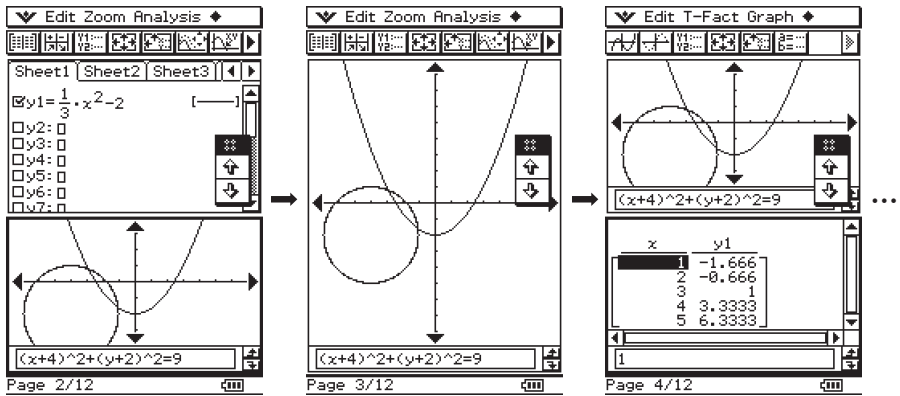 Edit Zoom Analysis ◆
Sheet1 Sheet2 Sheet3
y1=1/3·x^2-2 [—]
y2:▯
y3:▯
y4:▯
y5:▯
y6:▯
y7:▯
(x+4)^2+(y+2)^2=9
Page 2/12
Edit Zoom Analysis ◆
(x+4)^2+(y+2)^2=9
Page 3/12
Edit T-Fact Graph ◆
(x+4)^2+(y+2)^2=9
x y1
1 -1.666
2 -0.666
3 1
4 3.3333
5 6.3333
1
Page 4/12
...